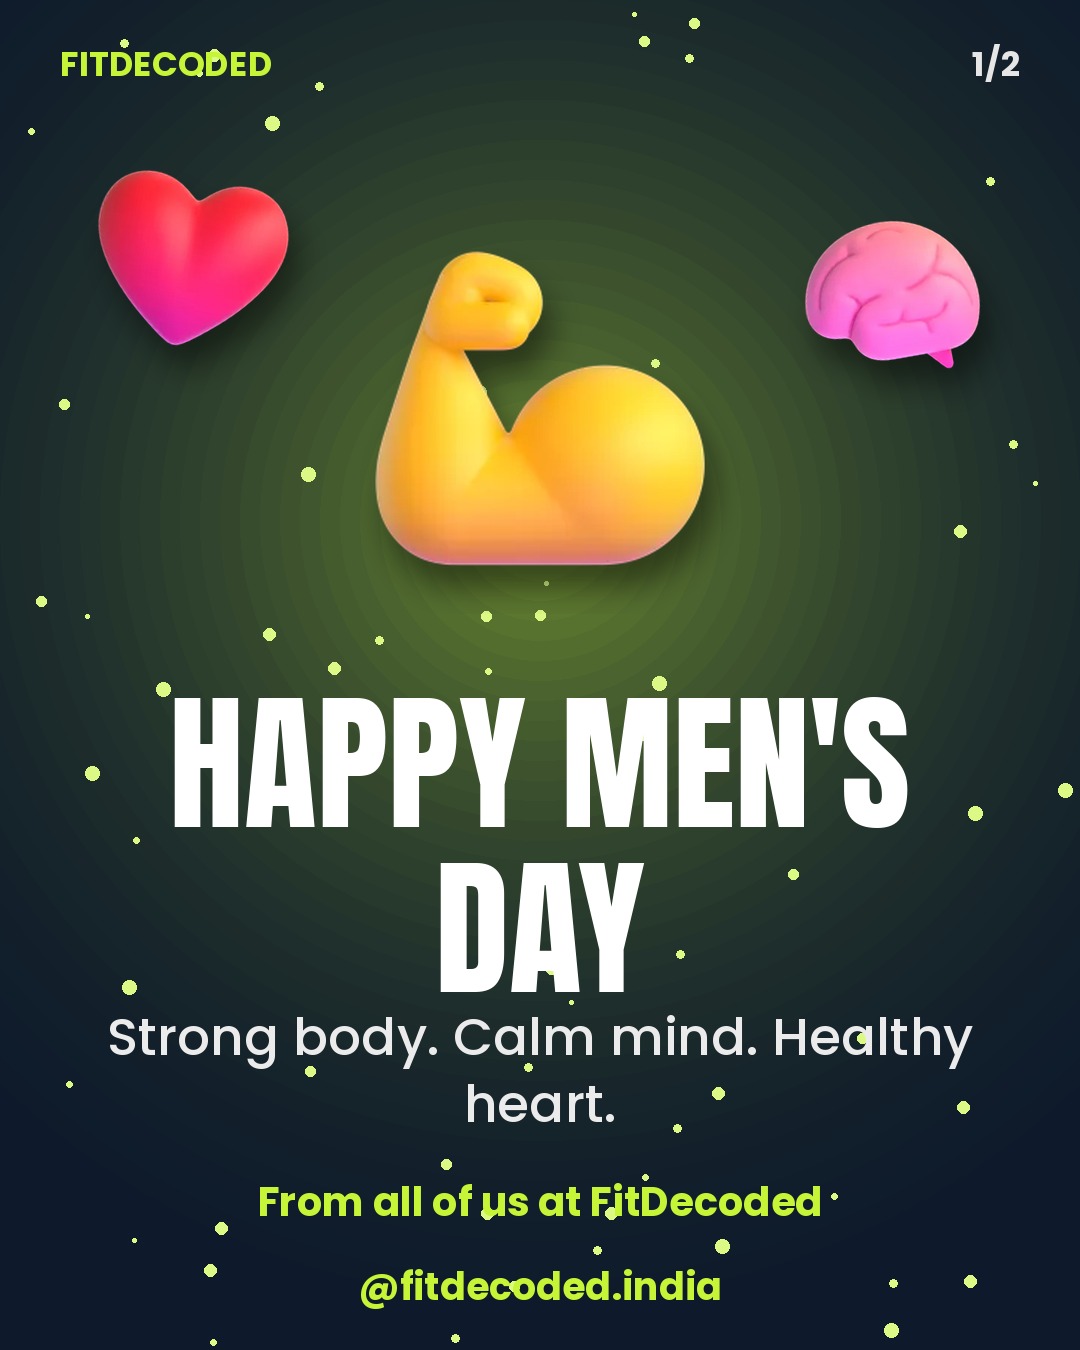 FITDECODED
1/2
HAPPY MEN'S
DAY
Strong body. Calm mind. Healthy
heart.
From all of us at FitDecoded
@fitdecoded.india